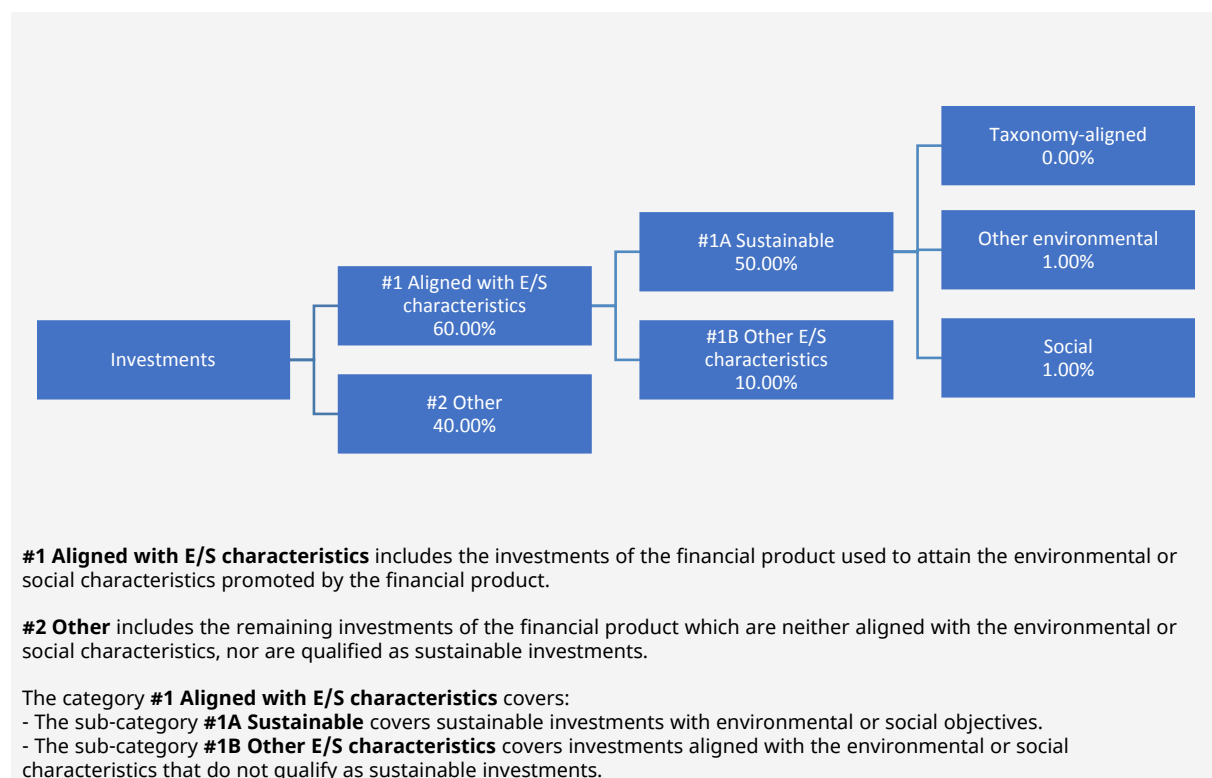 Investments
#1 Aligned with E/S
characteristics
60.00%
#2 Other
40.00%
#1A Sustainable
50.00%
#1B Other E/S
characteristics
10.00%
Taxonomy-aligned
0.00%
Other environmental
1.00%
Social
1.00%
#1 Aligned with E/S characteristics includes the investments of the financial product used to attain the environmental or
social characteristics promoted by the financial product.
#2 Other includes the remaining investments of the financial product which are neither aligned with the environmental or
social characteristics, nor are qualified as sustainable investments.
The category #1 Aligned with E/S characteristics covers:
- The sub-category #1A Sustainable covers sustainable investments with environmental or social objectives.
- The sub-category #1B Other E/S characteristics covers investments aligned with the environmental or social
characteristics that do not qualify as sustainable investments.